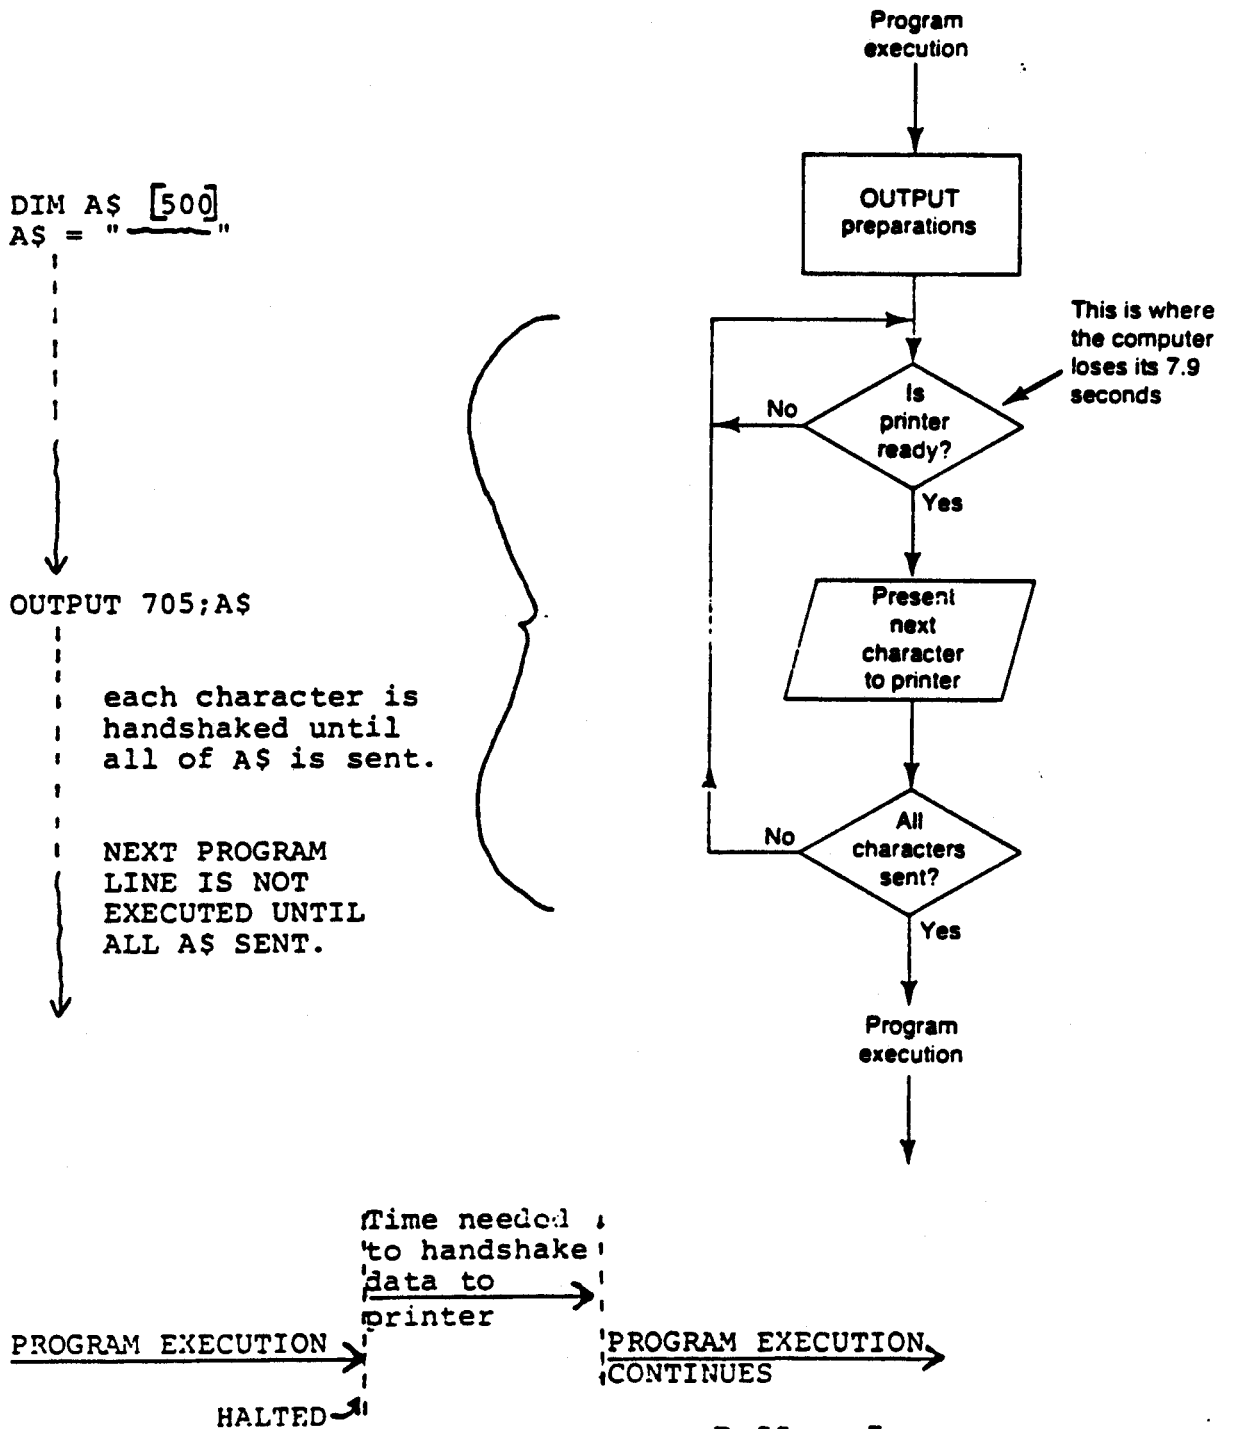 Program
execution
OUTPUT
preparations
DIM A$ [500]
A$ = " "
This is where
the computer
loses its 7.9
seconds
Is
printer
ready?
No
Yes
OUTPUT 705;A$
Present
next
character
to printer
each character is
handshaked until
all of A$ is sent.
All
characters
sent?
No
Yes
NEXT PROGRAM
LINE IS NOT
EXECUTED UNTIL
ALL A$ SENT.
Program
execution
Time needed
to handshake
data to
printer
PROGRAM EXECUTION
HALTED
PROGRAM EXECUTION
CONTINUES